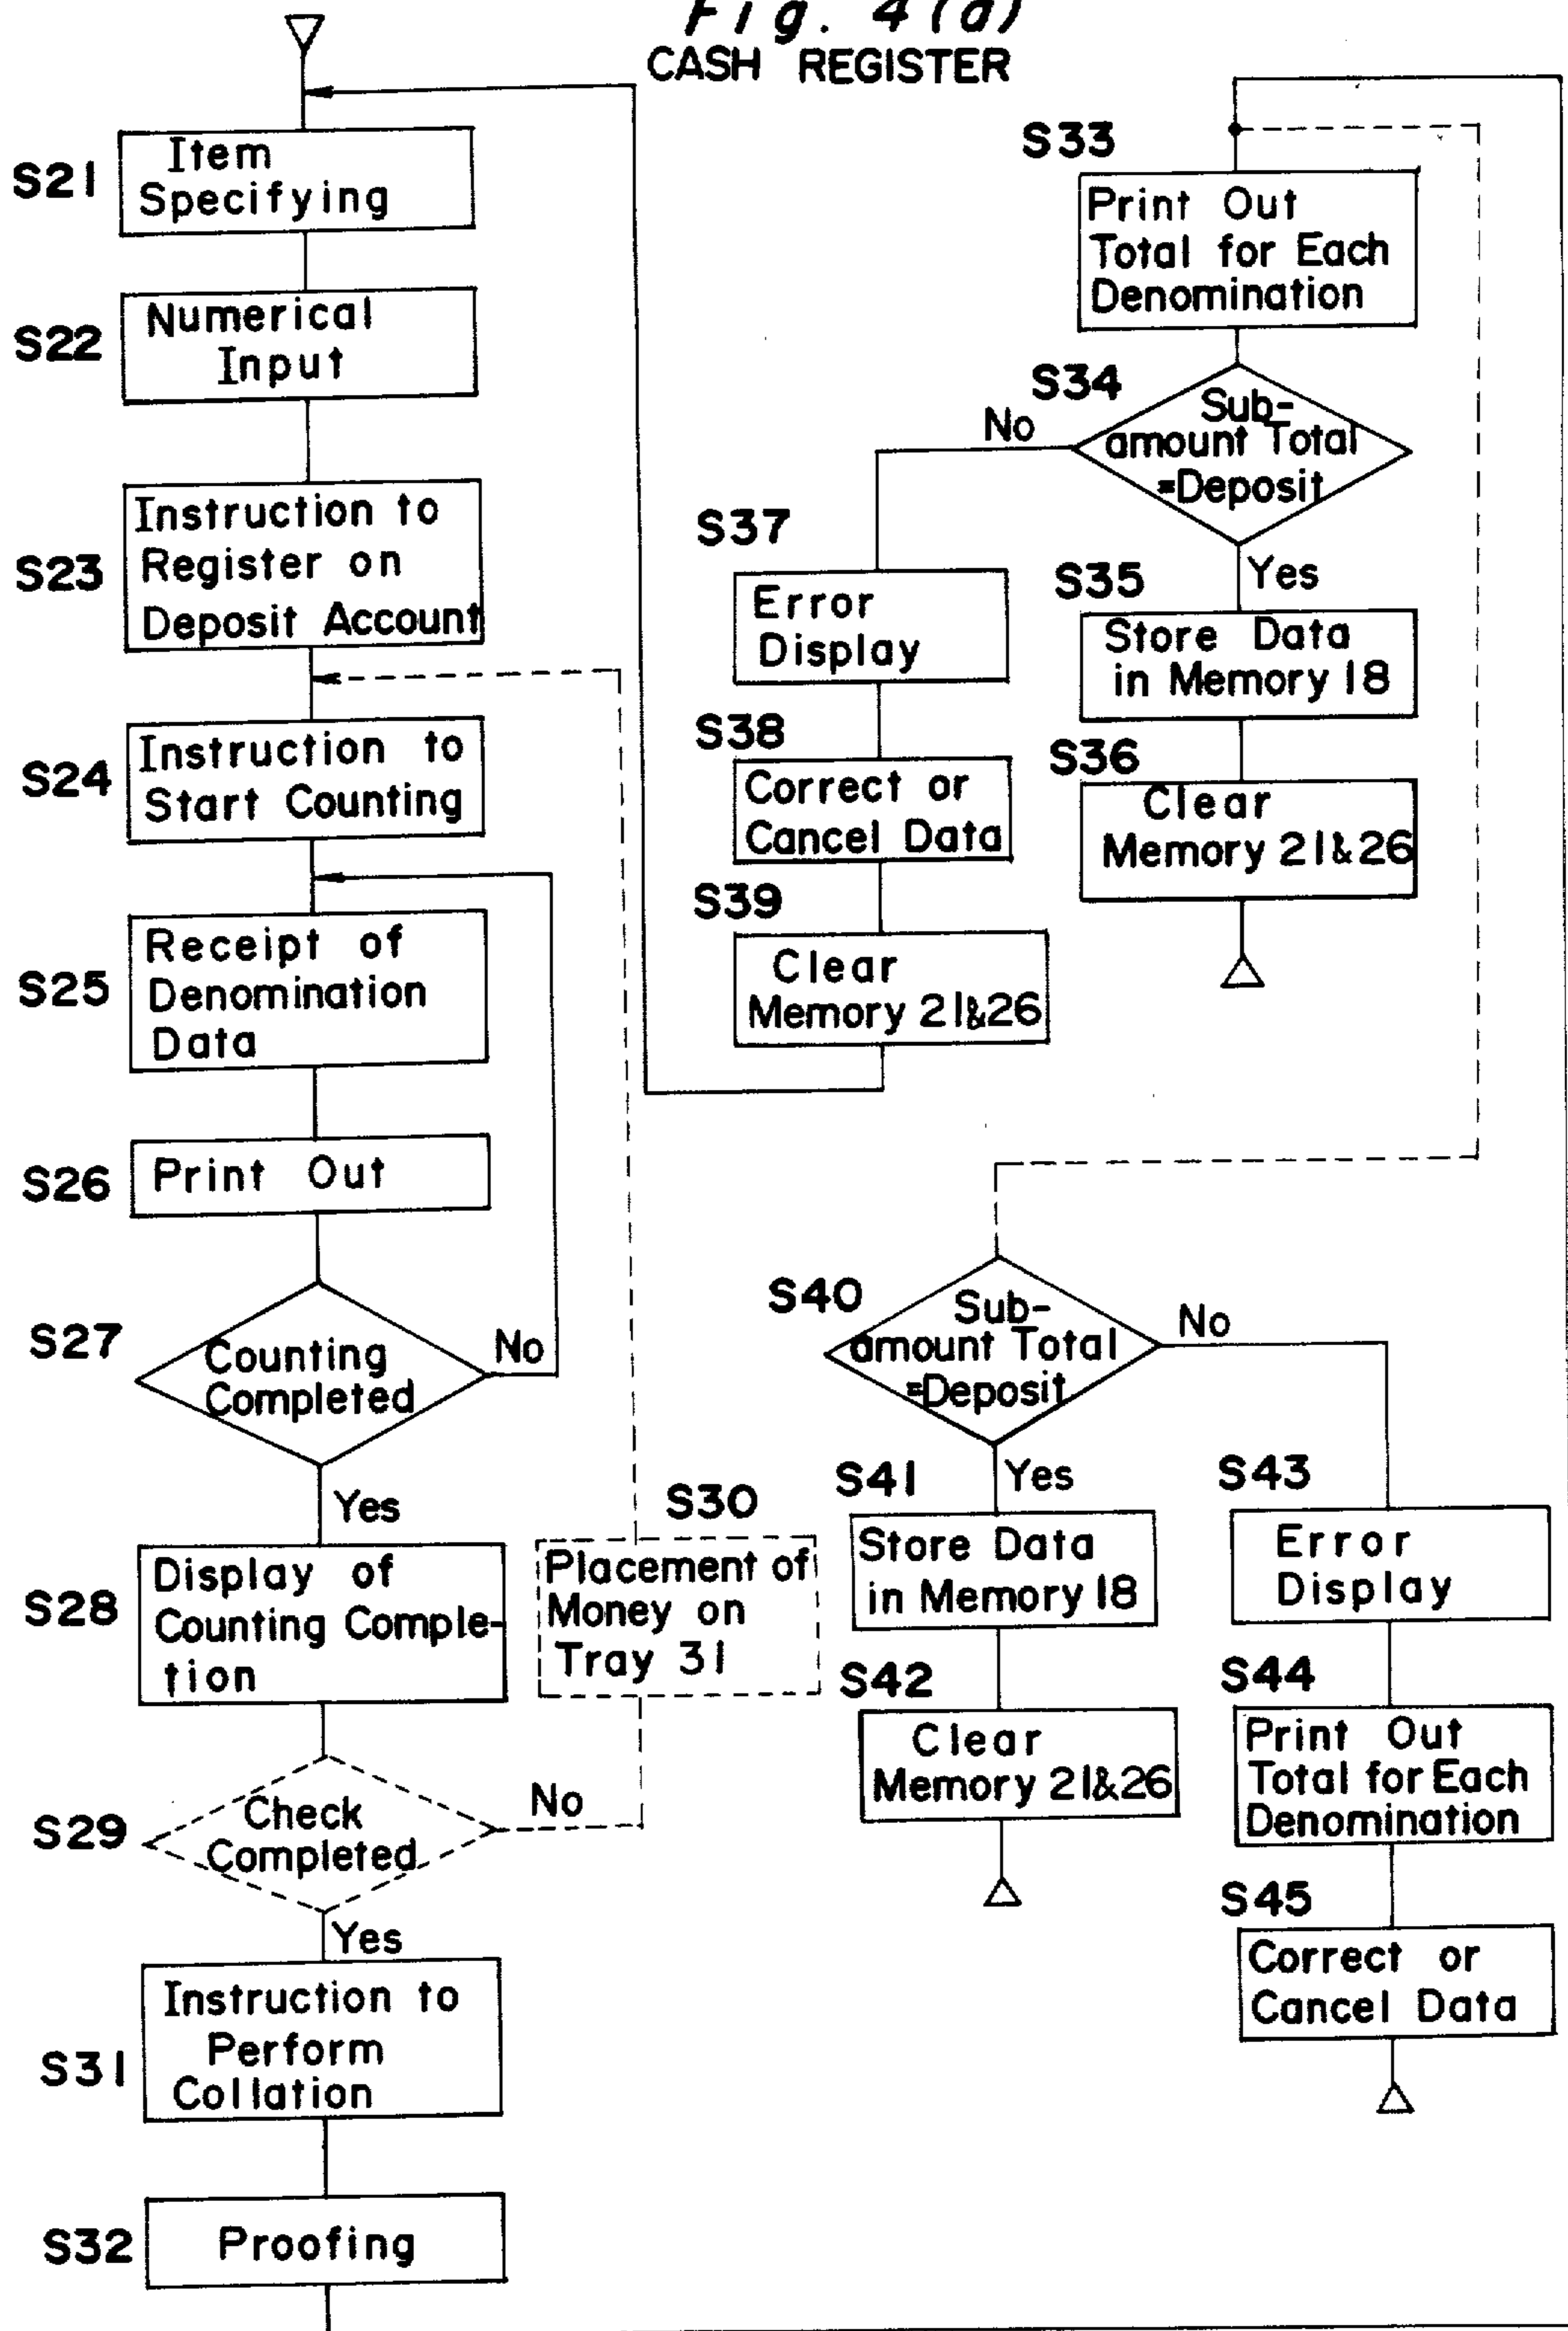 Fig. 4(a)
CASH REGISTER
S21
Item
Specifying
S22
Numerical
Input
S23
Instruction to
Register on
Deposit Account
S24
Instruction to
Start Counting
S25
Receipt of
Denomination
Data
S26
Print Out
S27
Counting
Completed
No
Yes
S28
Display of
Counting Comple-
tion
S29
Check
Completed
No
Yes
S30
Placement of
Money on
Tray 31
S31
Instruction to
Perform
Collation
S32
Proofing
S33
Print Out
Total for Each
Denomination
S34
Sub-
amount Total
=Deposit
No
Yes
S35
Store Data
in Memory 18
S36
Clear
Memory 21&26
S37
Error
Display
S38
Correct or
Cancel Data
S39
Clear
Memory 21&26
S40
Sub-
amount Total
=Deposit
No
Yes
S41
Store Data
in Memory 18
S42
Clear
Memory 21&26
S43
Error
Display
S44
Print Out
Total for Each
Denomination
S45
Correct or
Cancel Data